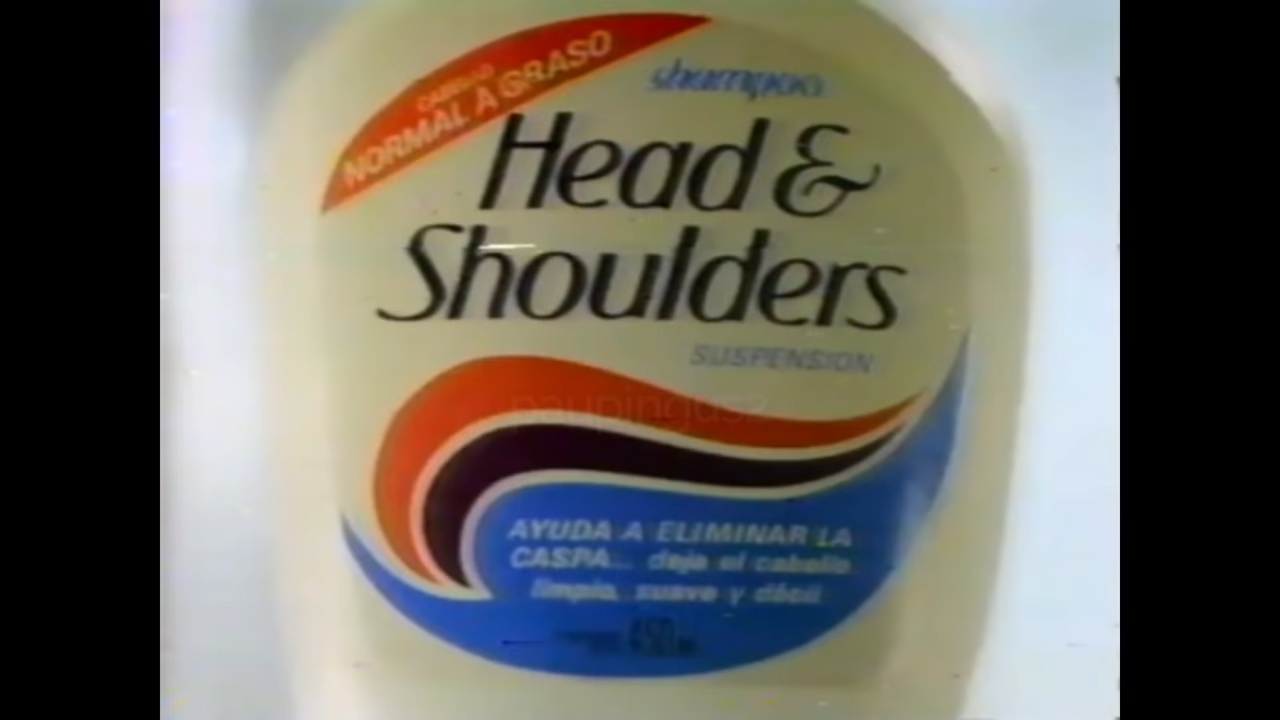 CABELLO
NORMAL A GRASO
shampoo
Head &
Shoulders
SUSPENSION
AYUDA A ELIMINAR LA
CASPA... deja el cabello
limpio, suave y dócil